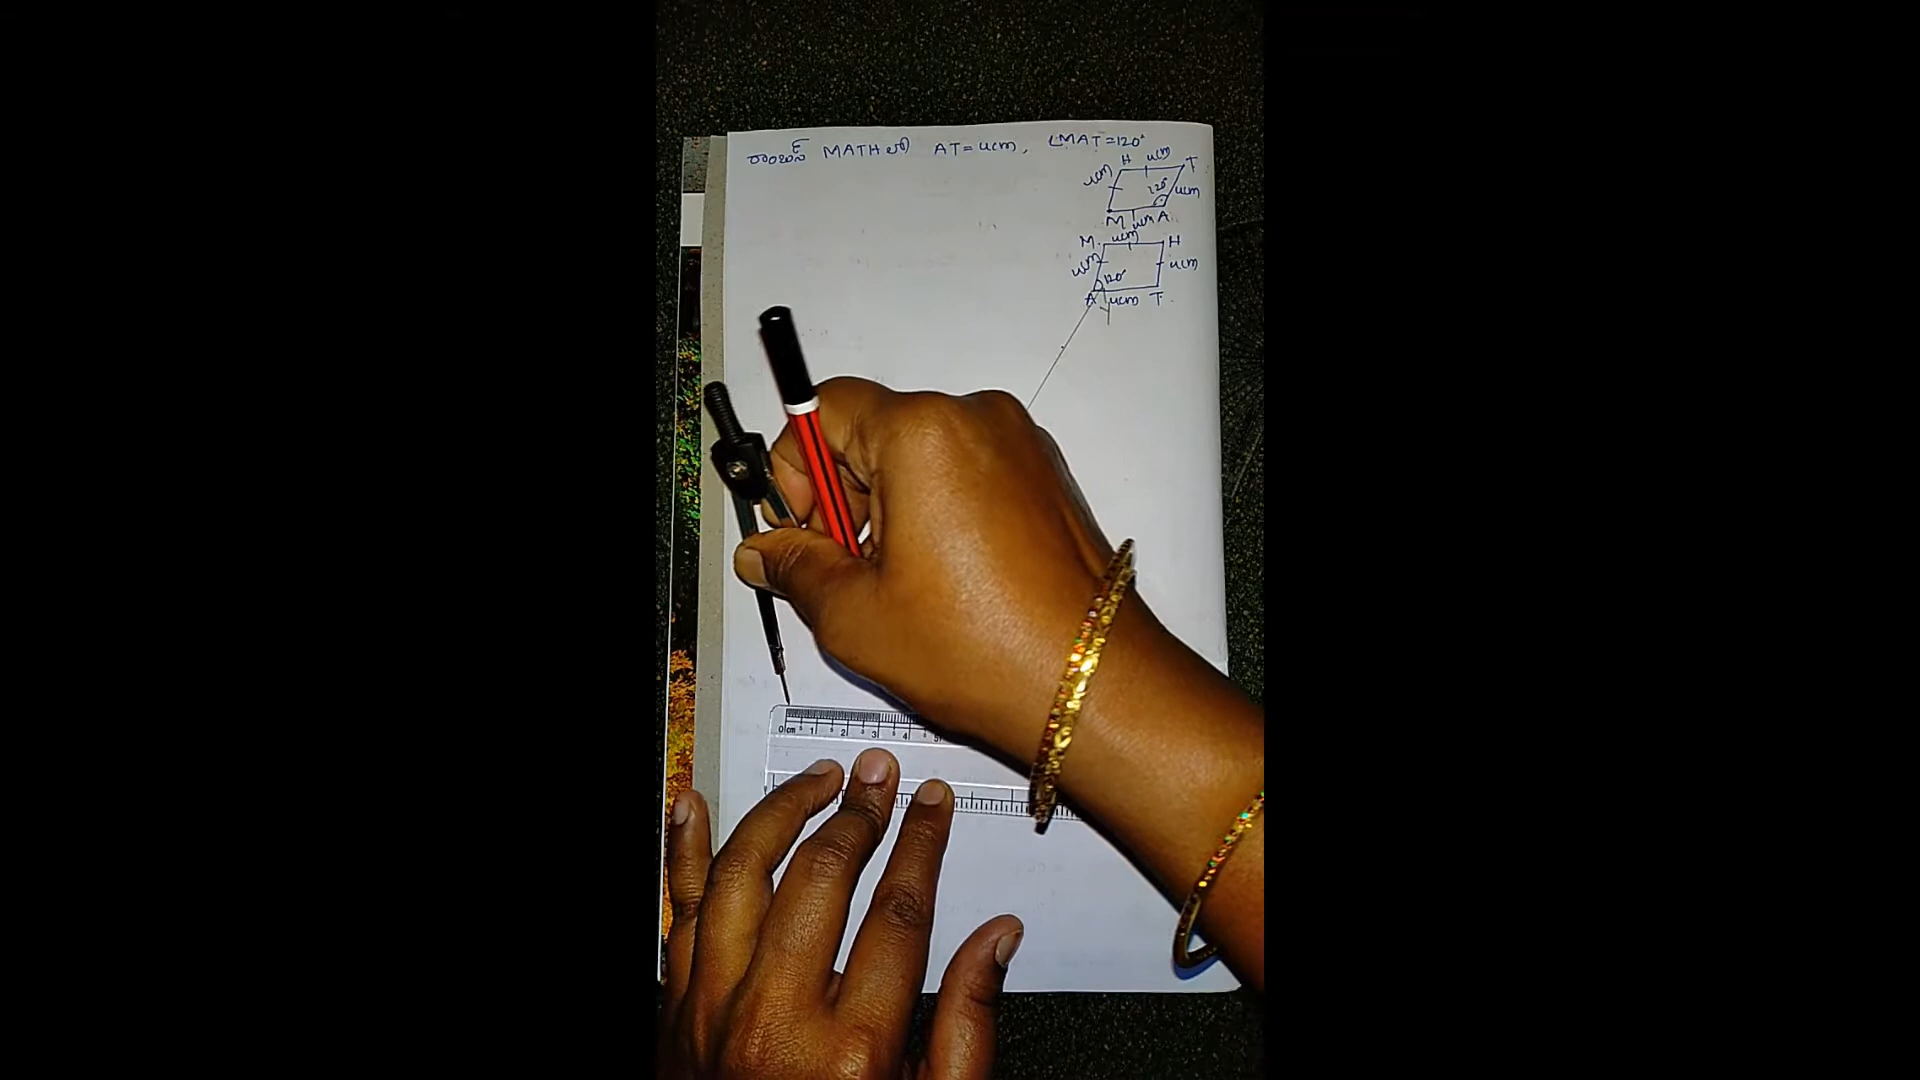 റോംബസ് MATH ൽ AT = 4cm, ∠MAT = 120°
H 4cm T
4cm 120° 4cm
M 4cm A
M 4cm H
4cm 120° 4cm
A 4cm T
Y
0 cm 1 2 3 4 5